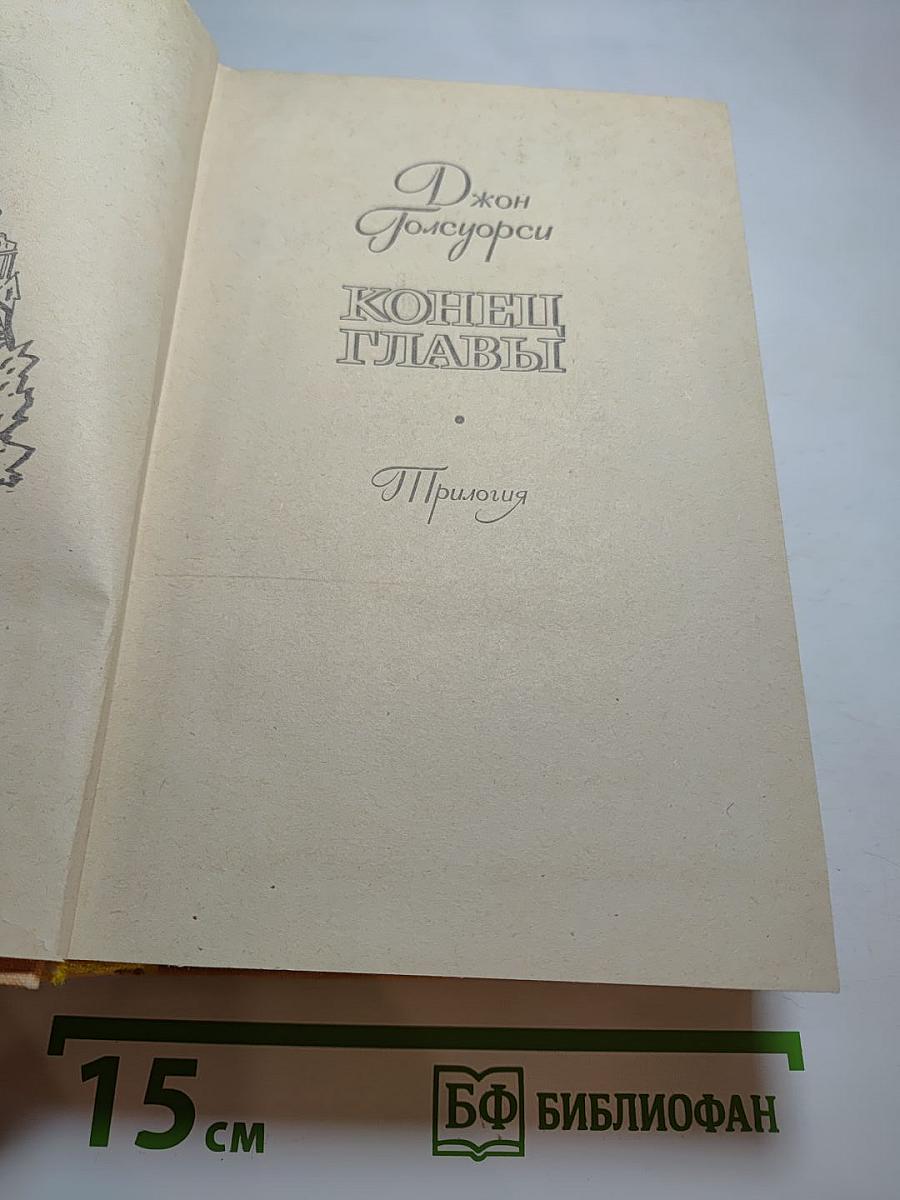 Джон
Голсуорси
КОНЕЦ
ГЛАВЫ
Трилогия
15 см
БФ БИБЛИОФАН